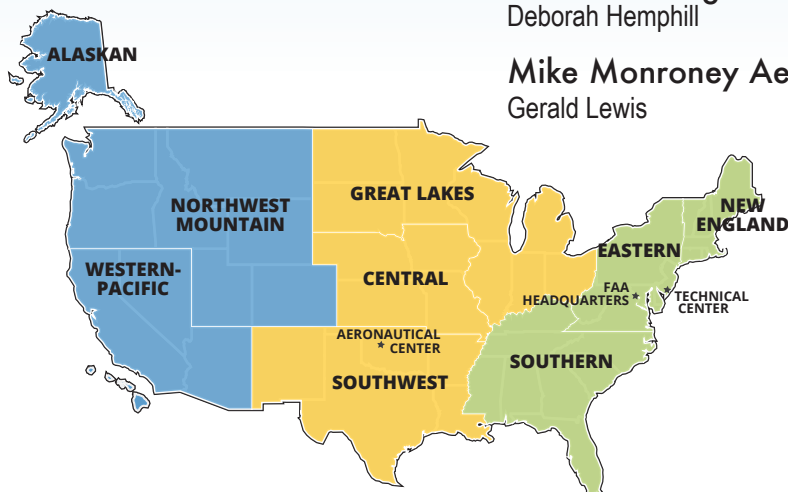 Deborah Hemphill
Mike Monroney Ae
Gerald Lewis
ALASKAN
NORTHWEST
MOUNTAIN
GREAT LAKES
NEW
ENGLAND
EASTERN
WESTERN-
PACIFIC
CENTRAL
FAA
HEADQUARTERS
TECHNICAL
CENTER
AERONAUTICAL
CENTER
SOUTHERN
SOUTHWEST